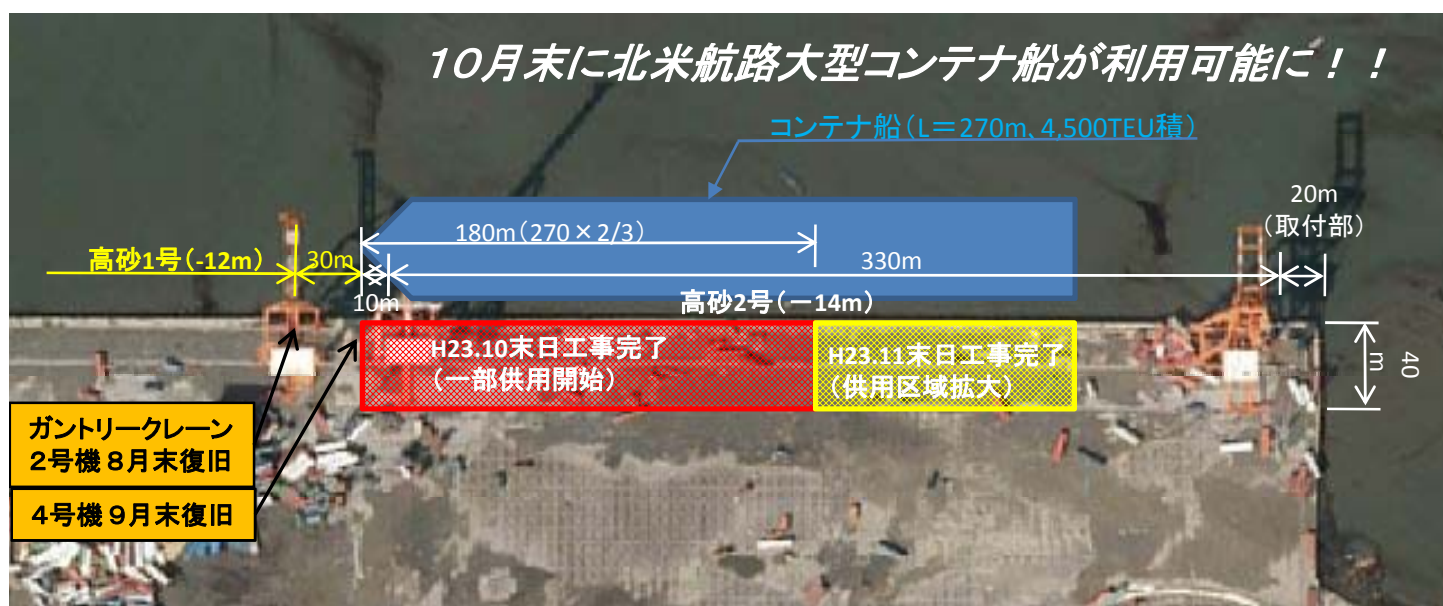 １０月末に北米航路大型コンテナ船が利用可能に！！
コンテナ船（L＝270m、4,500TEU積）
20m
（取付部）
180m（270×2/3）
高砂1号（-12m）
30m
330m
10m
高砂2号（－14m）
H23.10末日工事完了
（一部供用開始）
H23.11末日工事完了
（供用区域拡大）
40
m
ガントリークレーン
２号機８月末復旧
４号機９月末復旧